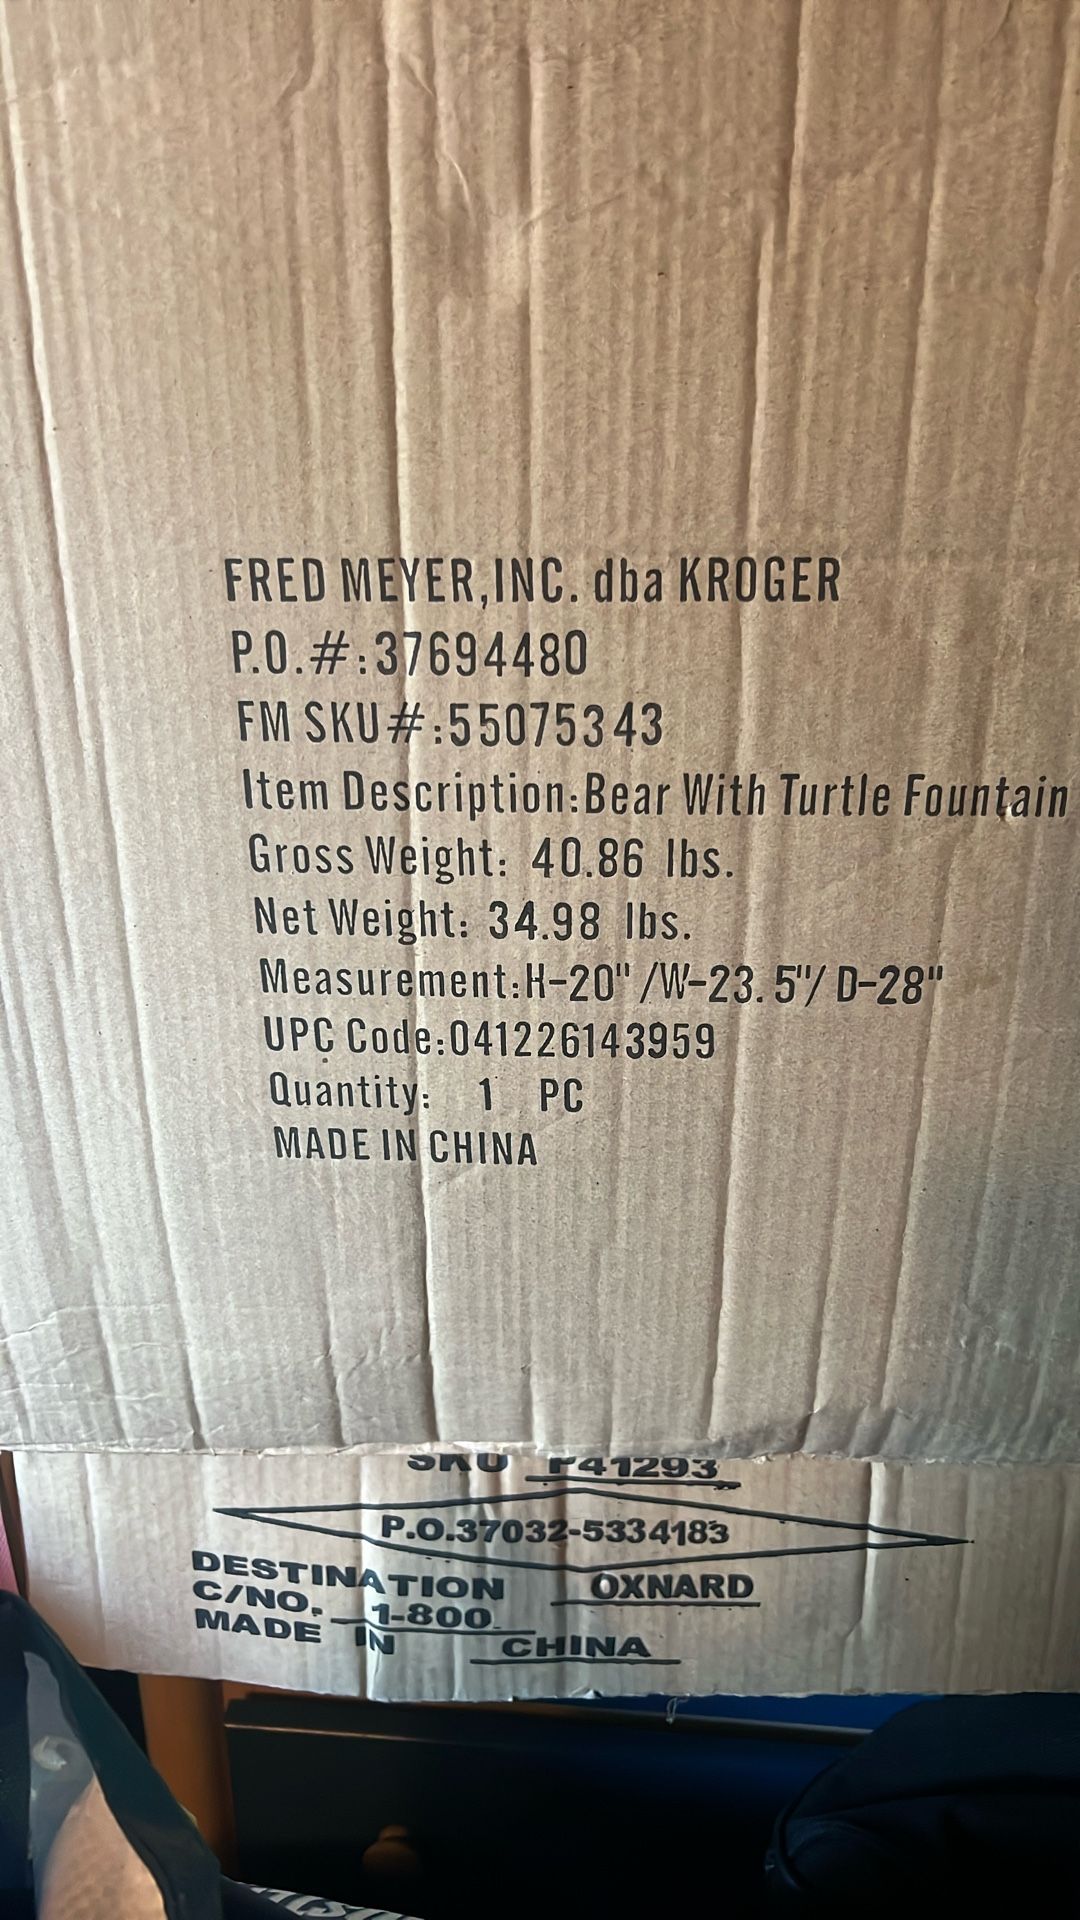 FRED MEYER,INC. dba KROGER
P.O.#:37694480
FM SKU#:55075343
Item Description:Bear With Turtle Fountain
Gross Weight: 40.86 lbs.
Net Weight: 34.98 lbs.
Measurement:H-20"/W-23.5"/D-28"
UPC Code:041226143959
Quantity: 1 PC
MADE IN CHINA
SKU F41293
P.O.37032-5334183
DESTINATION OXNARD
C/NO. 1-800
MADE IN CHINA